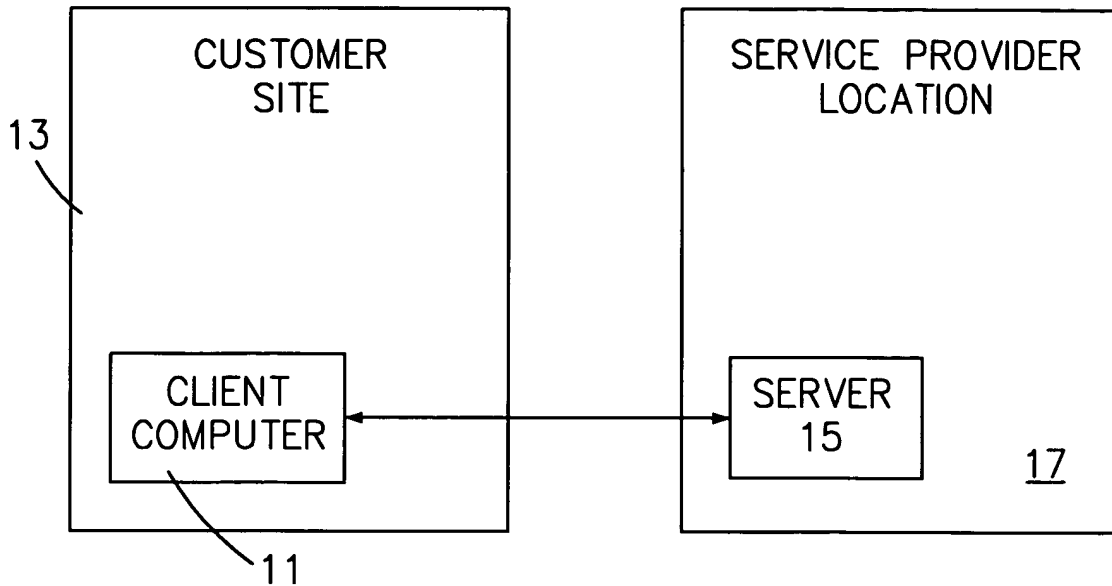 CUSTOMER
SITE
SERVICE PROVIDER
LOCATION
13
CLIENT
COMPUTER
SERVER
15
17
11